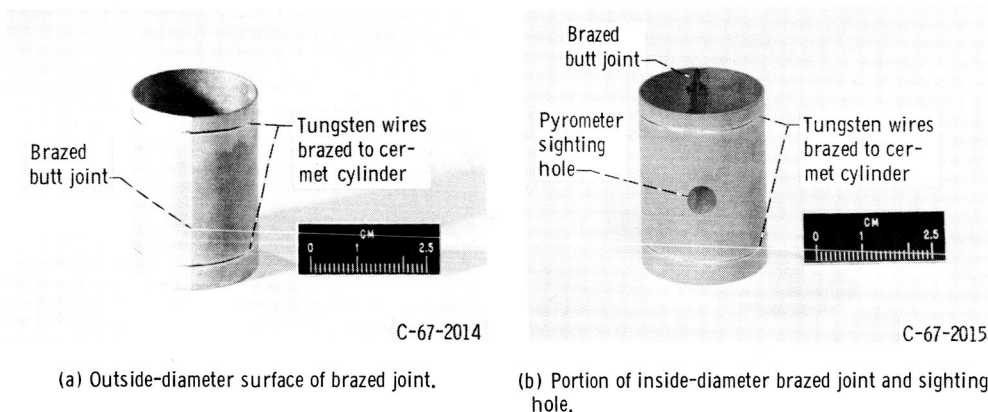 Brazed
butt joint
Tungsten wires
brazed to cer-
met cylinder
CM
0 1 2.5
C-67-2014
(a) Outside-diameter surface of brazed joint.
Brazed
butt joint
Pyrometer
sighting
hole
Tungsten wires
brazed to cer-
met cylinder
CM
0 1 2.5
C-67-2015
(b) Portion of inside-diameter brazed joint and sighting
hole.